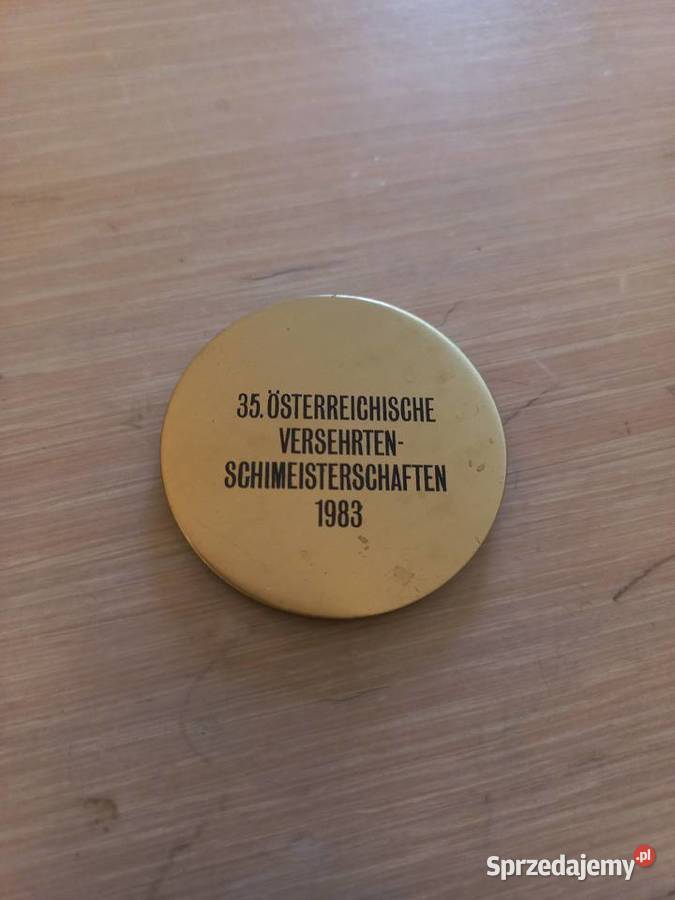 35. ÖSTERREICHISCHE
VERSEHRTEN-
SCHIMEISTERSCHAFTEN
1983
Sprzedajemy.pl